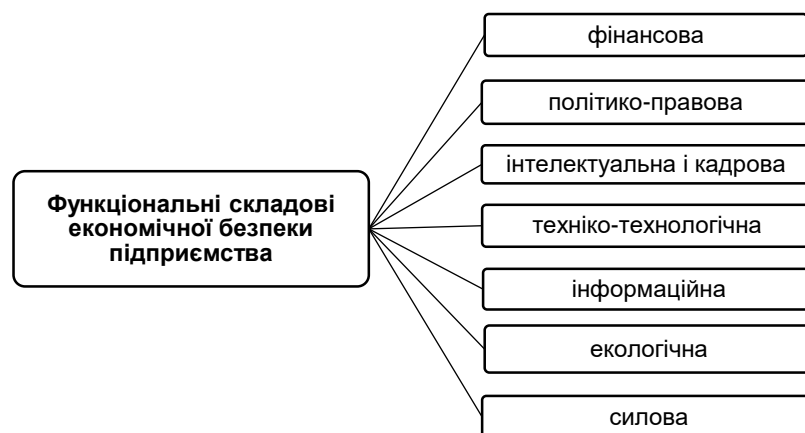 Функціональні складові
економічної безпеки
підприємства
фінансова
політико-правова
інтелектуальна і кадрова
техніко-технологічна
інформаційна
екологічна
силова